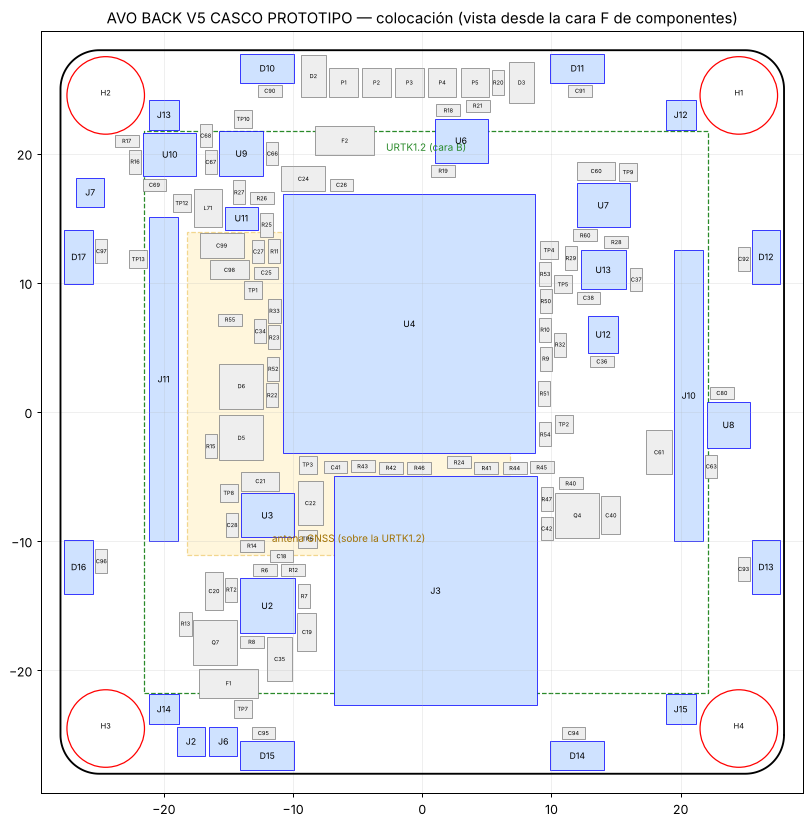 AVO BACK V5 CASCO PROTOTIPO — colocación (vista desde la cara F de componentes)
D10 D2 P1 P2 P3 P4 P5 R20 D3 D11
H2 C90 C91 H1
J13 TP10 R18 R21 J12
R17 C68 F2 U6
R16 U10 C67 U9 C66 URTK1.2 (cara B)
C69 C24 C26 R19 C60 TP9
J7 TP12 L71 R27 R26 U7
U11 R25
D17 C97 TP13 C99 C27 R11 TP4 R29 R60 R28 C92 D12
C98 C25 R53 TP5 U13 C37
TP1 R50 C38
R55 C34 R33 R23 U4 R10 R32 U12
J11 D6 R52 R22 R9 C36 J10
R51 C80
R15 D5 R54 TP2 U8
TP3 C41 R43 R42 R46 R24 R41 R44 R45 C61 C63
TP8 C21 C22 R47 R40
C28 U3 C42 Q4 C40
R14 antena GNSS (sobre la URTK1.2)
D16 C96 C18 C93 D13
R6 R12
C20 RT2 U2 R7 J3
R13 C19
Q7 R8 C35
F1
J14 TP7 J15
H3 J2 J6 C95 C94 H4
D15 D14
20
10
0
−10
−20
−20 −10 0 10 20